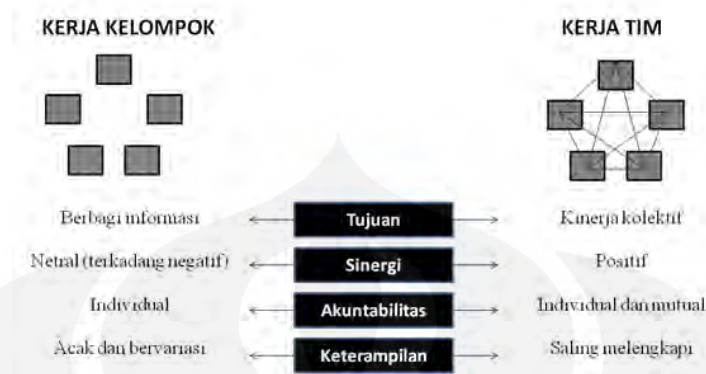 KERJA KELOMPOK
KERJA TIM
Berbagi informasi
Tujuan
Kinerja kolektif
Netral (terkadang negatif)
Sinergi
Positif
Individual
Akuntabilitas
Individual dan mutual
Acak dan bervariasi
Keterampilan
Saling melengkapi